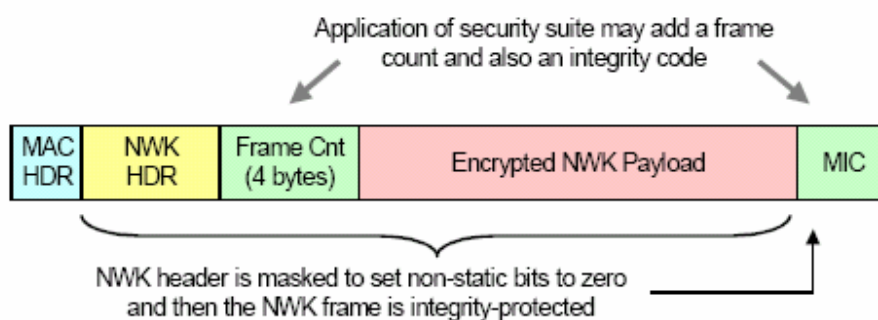 Application of security suite may add a frame
count and also an integrity code
MAC
HDR
NWK
HDR
Frame Cnt
(4 bytes)
Encrypted NWK Payload
MIC
NWK header is masked to set non-static bits to zero
and then the NWK frame is integrity-protected